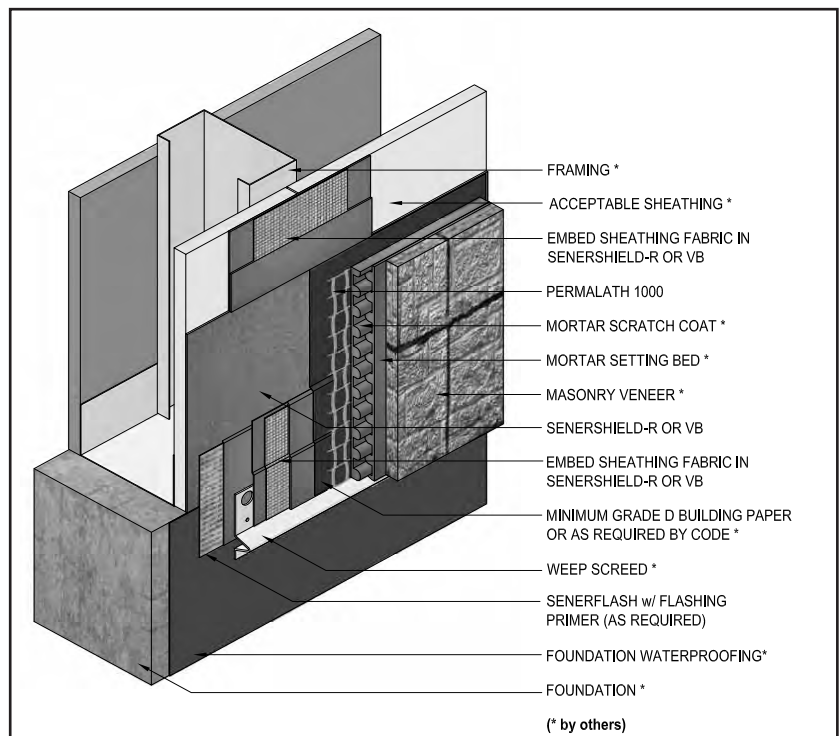 FRAMING *
ACCEPTABLE SHEATHING *
EMBED SHEATHING FABRIC IN
SENERSHIELD-R OR VB
PERMALATH 1000
MORTAR SCRATCH COAT *
MORTAR SETTING BED *
MASONRY VENEER *
SENERSHIELD-R OR VB
EMBED SHEATHING FABRIC IN
SENERSHIELD-R OR VB
MINIMUM GRADE D BUILDING PAPER
OR AS REQUIRED BY CODE *
WEEP SCREED *
SENERFLASH w/ FLASHING
PRIMER (AS REQUIRED)
FOUNDATION WATERPROOFING*
FOUNDATION *
(* by others)